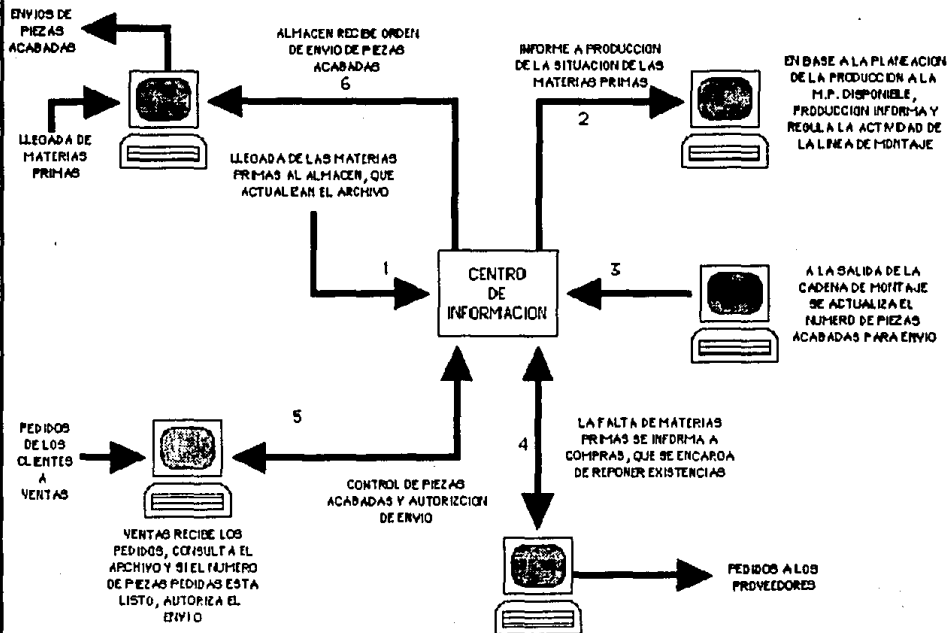 ENVIOS DE
PIEZAS
ACABADAS
ALMACEN RECIBE ORDEN
DE ENVIO DE PIEZAS
ACABADAS
6
INFORME A PRODUCCION
DE LA SITUACION DE LAS
MATERIAS PRIMAS
2
EN BASE A LA PLANEACION
DE LA PRODUCCION A LA
M.P. DISPONIBLE,
PRODUCCION INFORMA Y
REGULA LA ACTIVIDAD DE
LA LINEA DE MONTAJE
LLEGADA DE
MATERIAS
PRIMAS
LLEGADA DE LAS MATERIAS
PRIMAS AL ALMACEN, QUE
ACTUALIZAN EL ARCHIVO
1
CENTRO
DE
INFORMACION
3
A LA SALIDA DE LA
CADENA DE MONTAJE
SE ACTUALIZA EL
NUMERO DE PIEZAS
ACABADAS PARA ENVIO
PEDIDOS
DE LOS
CLIENTES
A
VENTAS
5
CONTROL DE PIEZAS
ACABADAS Y AUTORIZCION
DE ENVIO
4
LA FALTA DE MATERIAS
PRIMAS SE INFORMA A
COMPRAS, QUE SE ENCARGA
DE REPONER EXISTENCIAS
VENTAS RECIBE LOS
PEDIDOS, CONSULTA EL
ARCHIVO Y SI EL NUMERO
DE PIEZAS PEDIDAS ESTA
LISTO, AUTORIZA EL
ENVIO
PEDIDOS A LOS
PROVEEDORES